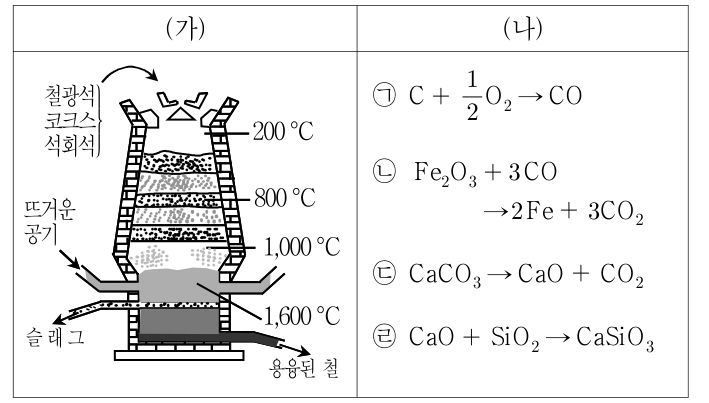 (가)
(나)
철광석
코크스
석회석
200 ℃
뜨거운
공기
800 ℃
1,000 ℃
1,600 ℃
슬래그
용융된 철
㉠ C + 1/2 O₂ → CO
㉡ Fe₂O₃ + 3CO
→ 2Fe + 3CO₂
㉢ CaCO₃ → CaO + CO₂
㉣ CaO + SiO₂ → CaSiO₃